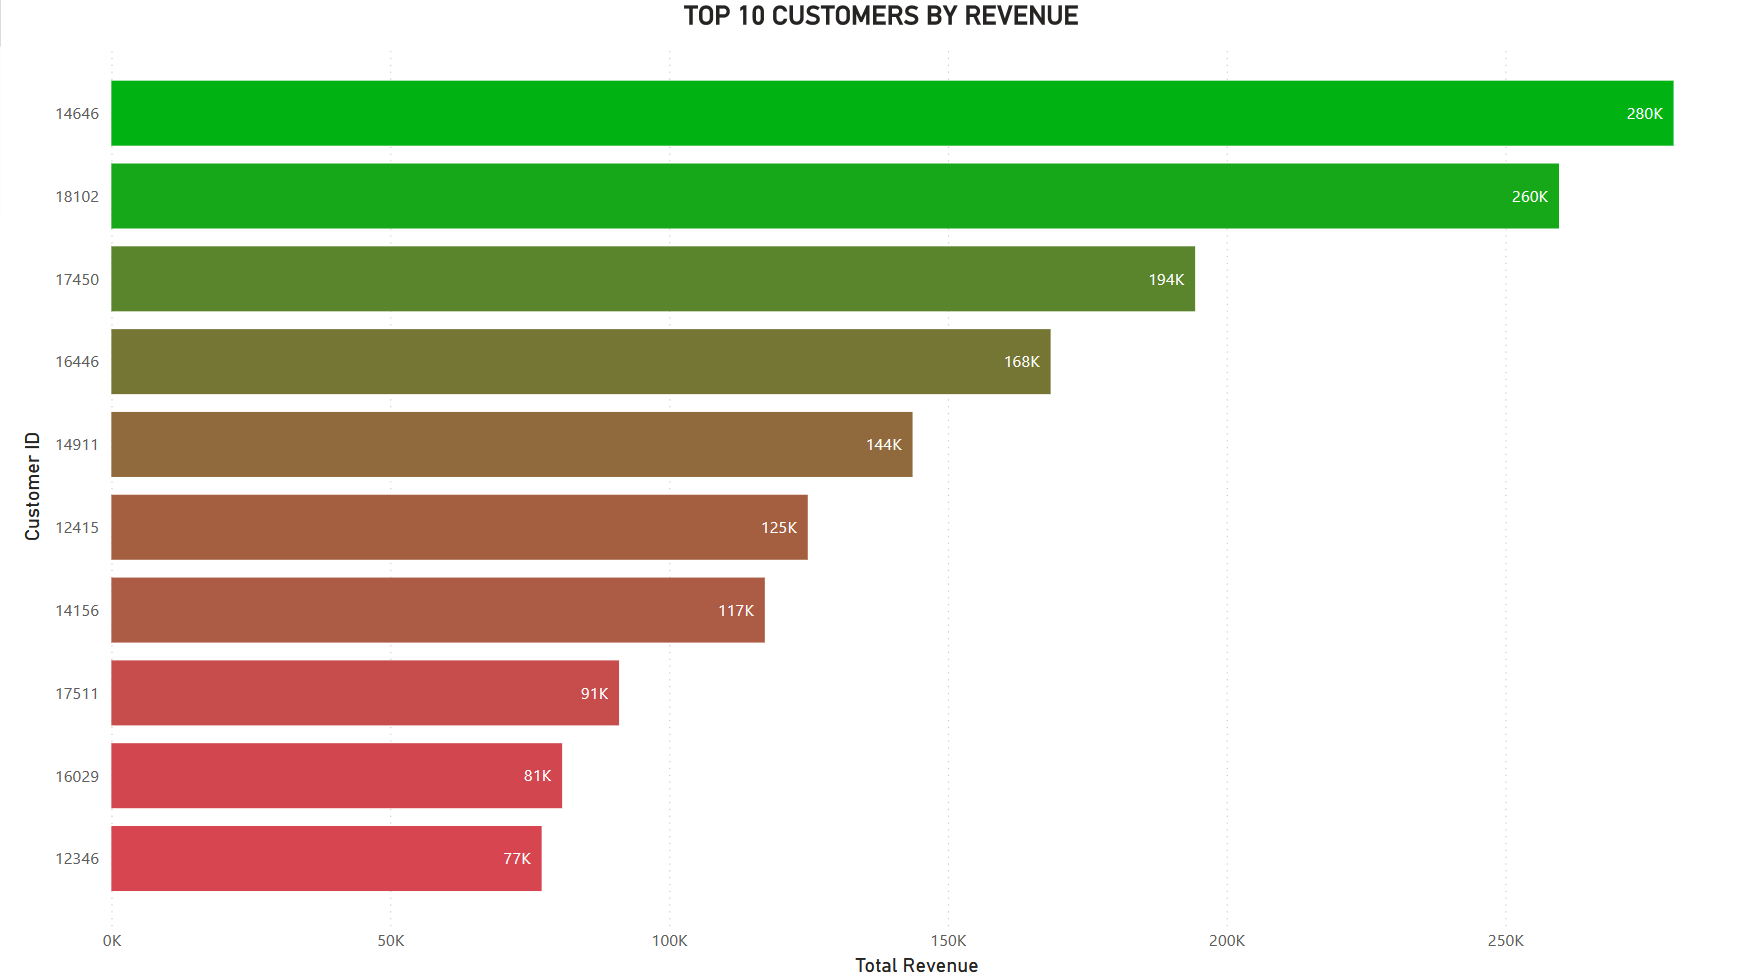 TOP 10 CUSTOMERS BY REVENUE
14646 280K
18102 260K
17450 194K
16446 168K
14911 144K
12415 125K
14156 117K
17511 91K
16029 81K
12346 77K
Customer ID
0K 50K 100K 150K 200K 250K
Total Revenue